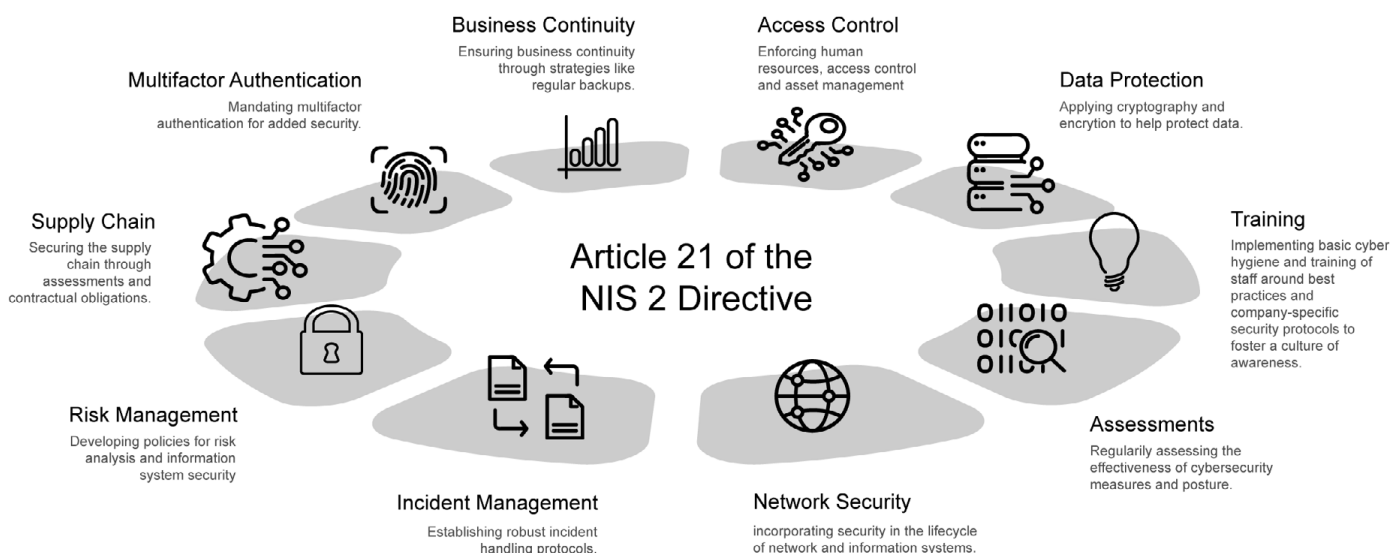 Business Continuity
Ensuring business continuity
through strategies like
regular backups.
Access Control
Enforcing human
resources, access control
and asset management
Multifactor Authentication
Mandating multifactor
authentication for added security.
Data Protection
Applying cryptography and
encrytion to help protect data.
Supply Chain
Securing the supply
chain through
assessments and
contractual obligations.
Training
Implementing basic cyber
hygiene and training of
staff around best
practices and
company-specific
security protocols to
foster a culture of
awareness.
Article 21 of the
NIS 2 Directive
Risk Management
Developing policies for risk
analysis and information
system security
Assessments
Regularily assessing the
effectiveness of cybersecurity
measures and posture.
Incident Management
Establishing robust incident
handling protocols.
Network Security
incorporating security in the lifecycle
of network and information systems.